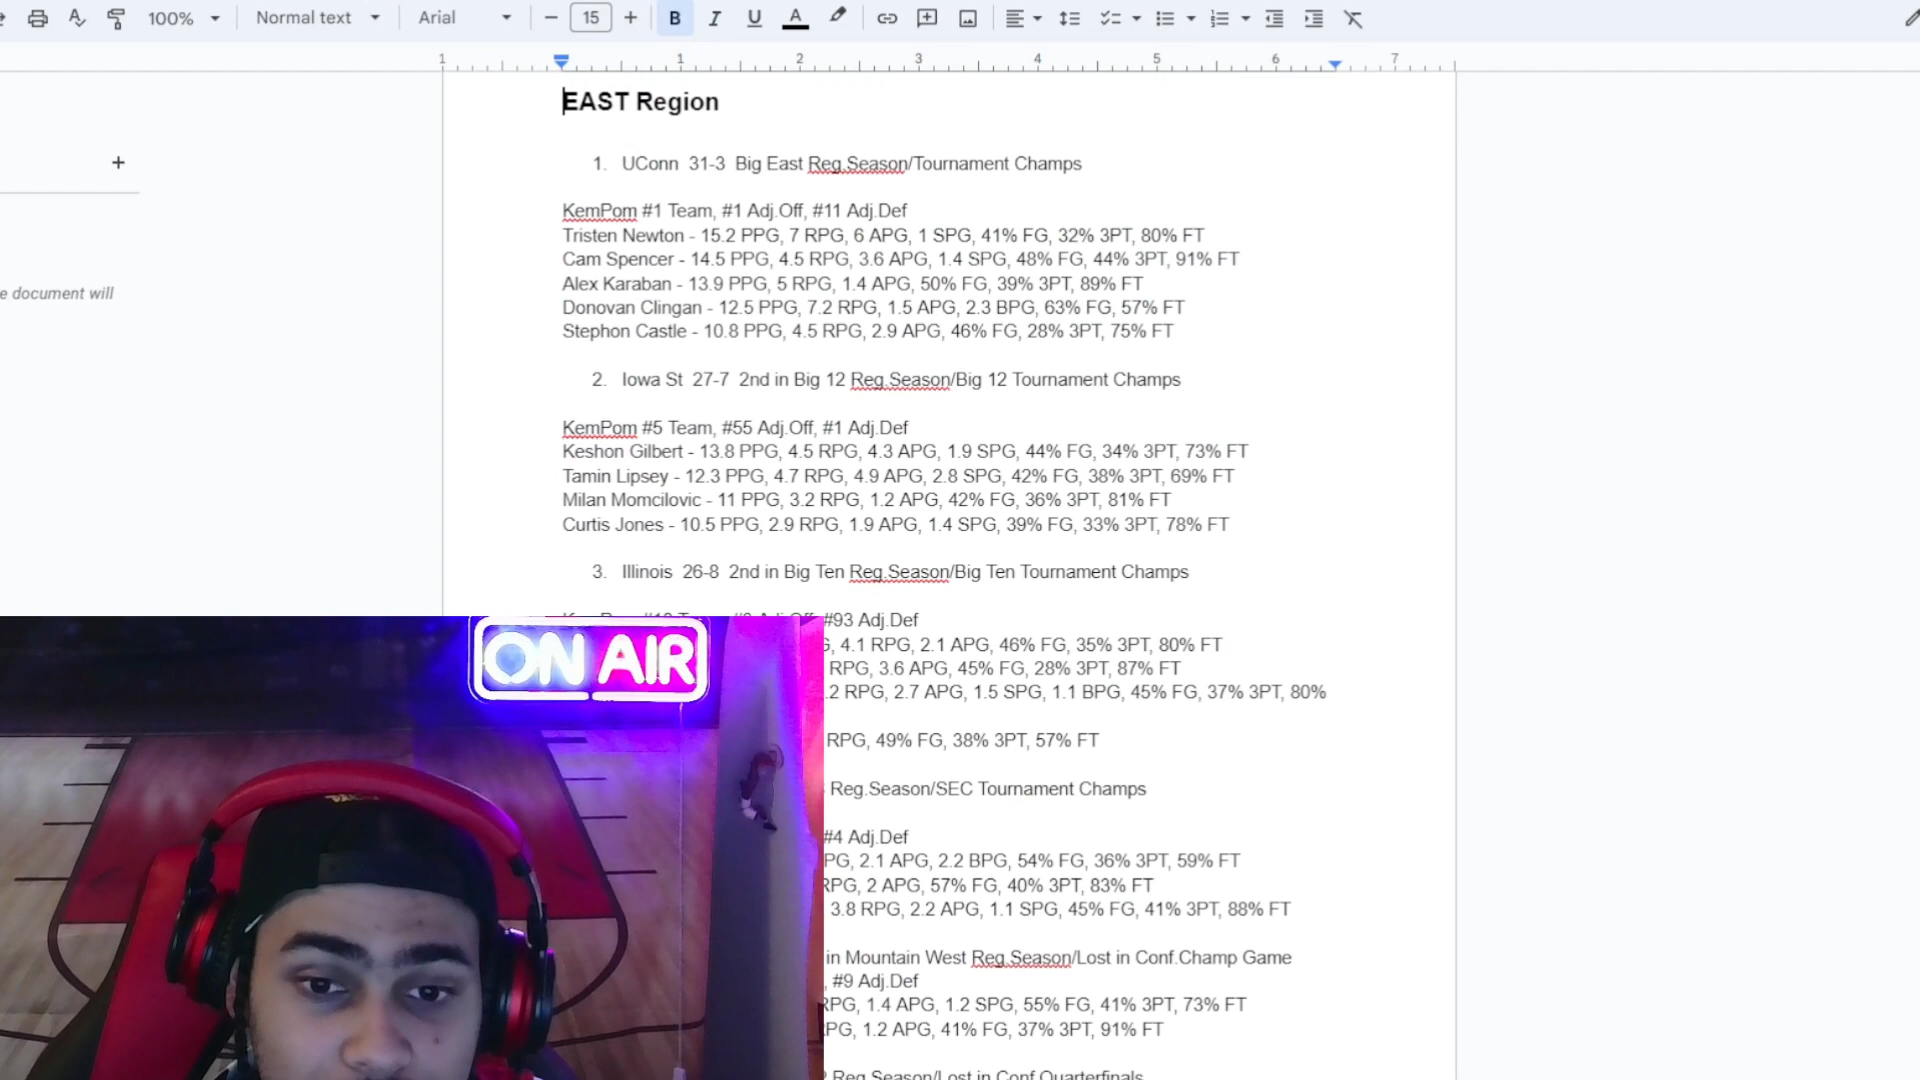 100%
Normal text
Arial
15
B
I
U
A
1 1 2 3 4 5 6 7
EAST Region
1. UConn 31-3 Big East Reg.Season/Tournament Champs
KemPom #1 Team, #1 Adj.Off, #11 Adj.Def
Tristen Newton - 15.2 PPG, 7 RPG, 6 APG, 1 SPG, 41% FG, 32% 3PT, 80% FT
Cam Spencer - 14.5 PPG, 4.5 RPG, 3.6 APG, 1.4 SPG, 48% FG, 44% 3PT, 91% FT
e document will
Alex Karaban - 13.9 PPG, 5 RPG, 1.4 APG, 50% FG, 39% 3PT, 89% FT
Donovan Clingan - 12.5 PPG, 7.2 RPG, 1.5 APG, 2.3 BPG, 63% FG, 57% FT
Stephon Castle - 10.8 PPG, 4.5 RPG, 2.9 APG, 46% FG, 28% 3PT, 75% FT
2. Iowa St 27-7 2nd in Big 12 Reg.Season/Big 12 Tournament Champs
KemPom #5 Team, #55 Adj.Off, #1 Adj.Def
Keshon Gilbert - 13.8 PPG, 4.5 RPG, 4.3 APG, 1.9 SPG, 44% FG, 34% 3PT, 73% FT
Tamin Lipsey - 12.3 PPG, 4.7 RPG, 4.9 APG, 2.8 SPG, 42% FG, 38% 3PT, 69% FT
Milan Momcilovic - 11 PPG, 3.2 RPG, 1.2 APG, 42% FG, 36% 3PT, 81% FT
Curtis Jones - 10.5 PPG, 2.9 RPG, 1.9 APG, 1.4 SPG, 39% FG, 33% 3PT, 78% FT
3. Illinois 26-8 2nd in Big Ten Reg.Season/Big Ten Tournament Champs
#93 Adj.Def
4.1 RPG, 2.1 APG, 46% FG, 35% 3PT, 80% FT
RPG, 3.6 APG, 45% FG, 28% 3PT, 87% FT
.2 RPG, 2.7 APG, 1.5 SPG, 1.1 BPG, 45% FG, 37% 3PT, 80%
RPG, 49% FG, 38% 3PT, 57% FT
Reg.Season/SEC Tournament Champs
#4 Adj.Def
PG, 2.1 APG, 2.2 BPG, 54% FG, 36% 3PT, 59% FT
RPG, 2 APG, 57% FG, 40% 3PT, 83% FT
3.8 RPG, 2.2 APG, 1.1 SPG, 45% FG, 41% 3PT, 88% FT
in Mountain West Reg.Season/Lost in Conf.Champ Game
, #9 Adj.Def
RPG, 1.4 APG, 1.2 SPG, 55% FG, 41% 3PT, 73% FT
RPG, 1.2 APG, 41% FG, 37% 3PT, 91% FT
Reg.Season/Lost in Conf.Quarterfinals
ON AIR